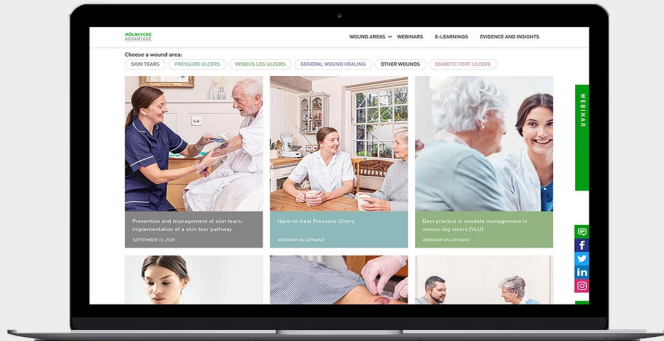 MÖLNLYCKE
ADVANTAGE
WOUND AREAS WEBINARS E-LEARNINGS EVIDENCE AND INSIGHTS
Choose a wound area:
SKIN TEARS PRESSURE ULCERS VENOUS LEG ULCERS GENERAL WOUND HEALING OTHER WOUNDS DIABETIC FOOT ULCERS
WEBINAR
Prevention and management of skin tears:
implementation of a skin tear pathway
SEPTEMBER 10, 2020
Hard-to-heal Pressure Ulcers
WEBINAR ON-DEMAND
Best practice in exudate management in
venous leg ulcers (VLU)
WEBINAR ON-DEMAND